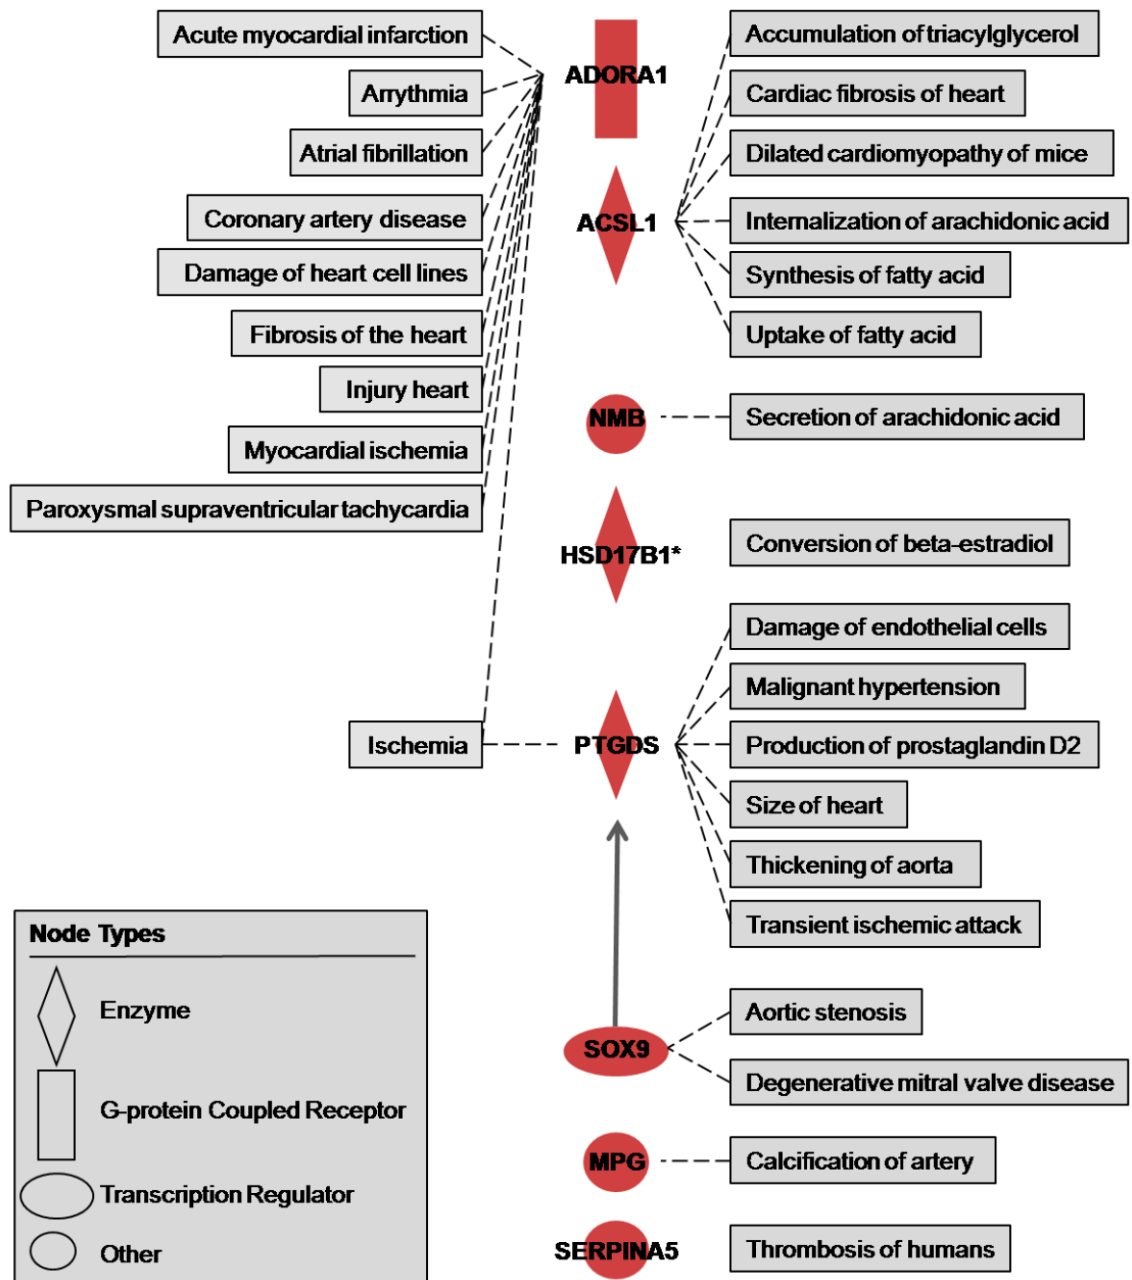 Acute myocardial infarction
Arrythmia
Atrial fibrillation
Coronary artery disease
Damage of heart cell lines
Fibrosis of the heart
Injury heart
Myocardial ischemia
Paroxysmal supraventricular tachycardia
Ischemia
ADORA1
ACSL1
NMB
HSD17B1*
PTGDS
SOX9
MPG
SERPINA5
Accumulation of triacylglycerol
Cardiac fibrosis of heart
Dilated cardiomyopathy of mice
Internalization of arachidonic acid
Synthesis of fatty acid
Uptake of fatty acid
Secretion of arachidonic acid
Conversion of beta-estradiol
Damage of endothelial cells
Malignant hypertension
Production of prostaglandin D2
Size of heart
Thickening of aorta
Transient ischemic attack
Aortic stenosis
Degenerative mitral valve disease
Calcification of artery
Thrombosis of humans
Node Types
Enzyme
G-protein Coupled Receptor
Transcription Regulator
Other